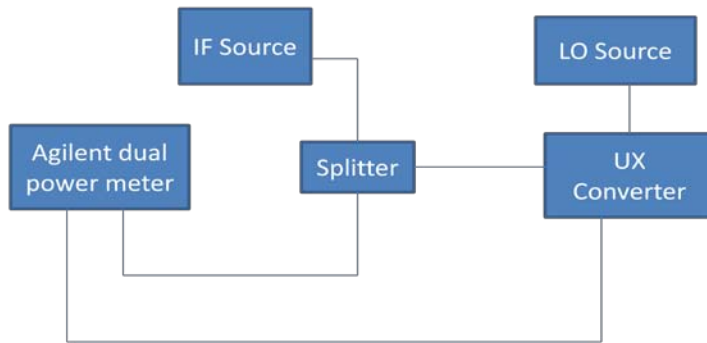 IF Source
LO Source
Agilent dual
power meter
Splitter
UX
Converter